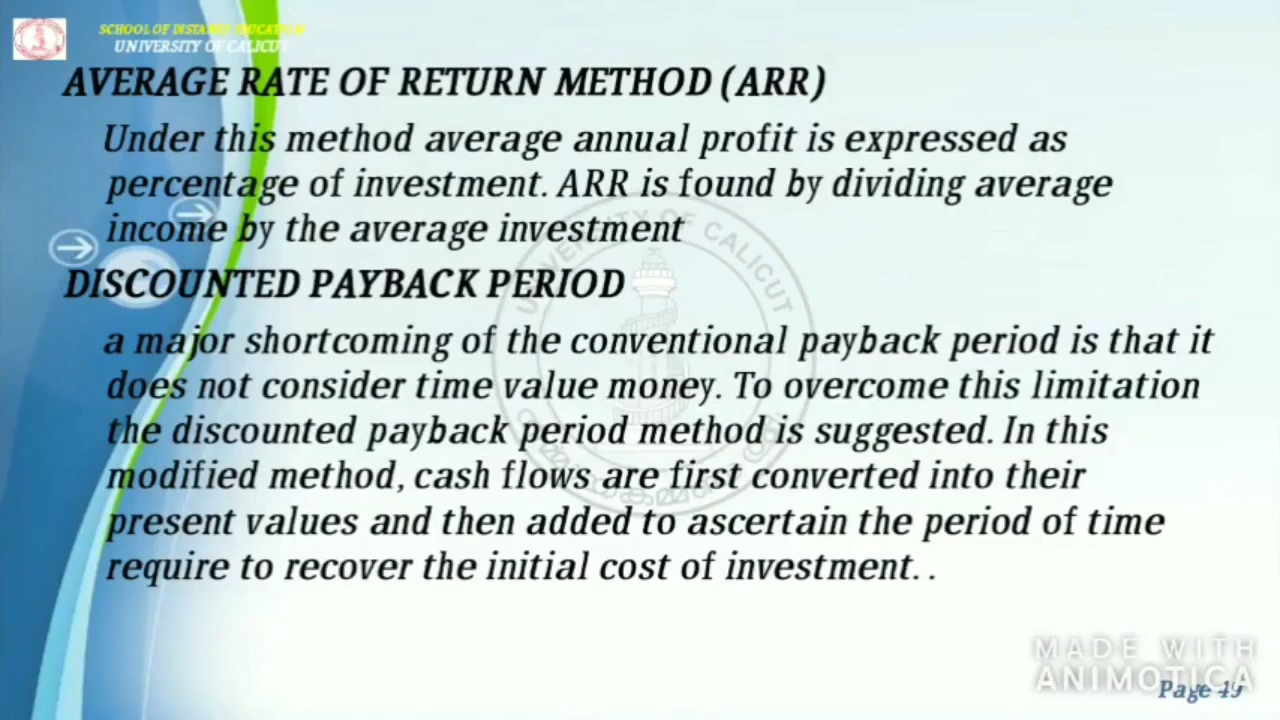 SCHOOL OF DISTANCE EDUCATION
UNIVERSITY OF CALICUT
AVERAGE RATE OF RETURN METHOD (ARR)
Under this method average annual profit is expressed as
percentage of investment. ARR is found by dividing average
income by the average investment
DISCOUNTED PAYBACK PERIOD
a major shortcoming of the conventional payback period is that it
does not consider time value money. To overcome this limitation
the discounted payback period method is suggested. In this
modified method, cash flows are first converted into their
present values and then added to ascertain the period of time
require to recover the initial cost of investment. .
UNIVERSITY OF CALICUT
MADE WITH
ANIMOTICA
Page 49